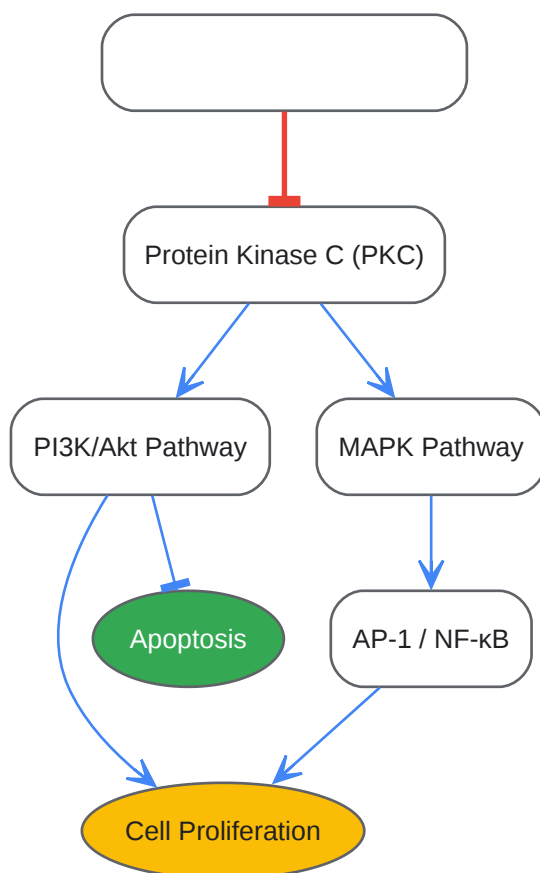 Protein Kinase C (PKC)
PI3K/Akt Pathway
MAPK Pathway
Apoptosis
AP-1 / NF-κB
Cell Proliferation